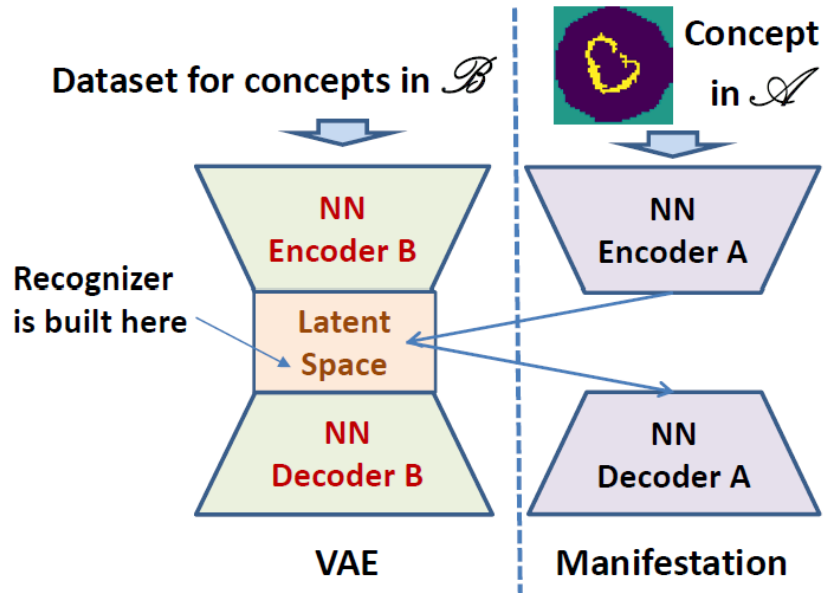 Dataset for concepts in ℬ
Concept
in 𝒜
NN
Encoder B
NN
Encoder A
Recognizer
is built here
Latent
Space
NN
Decoder B
NN
Decoder A
VAE
Manifestation